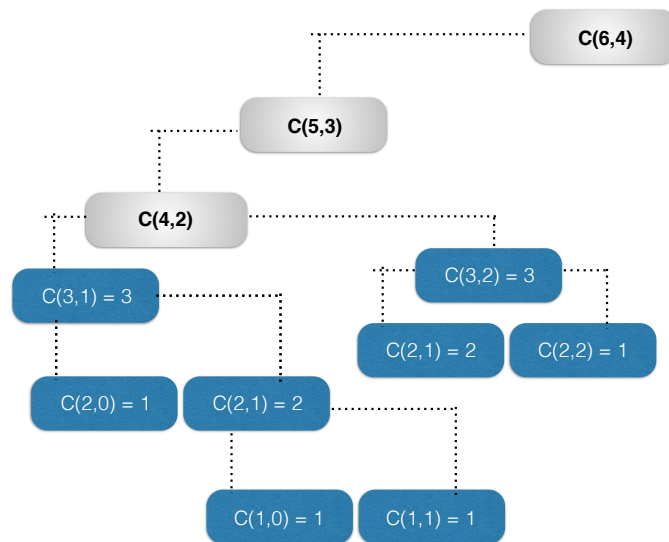 C(6,4)
C(5,3)
C(4,2)
C(3,2) = 3
C(3,1) = 3
C(2,1) = 2
C(2,2) = 1
C(2,0) = 1
C(2,1) = 2
C(1,0) = 1
C(1,1) = 1